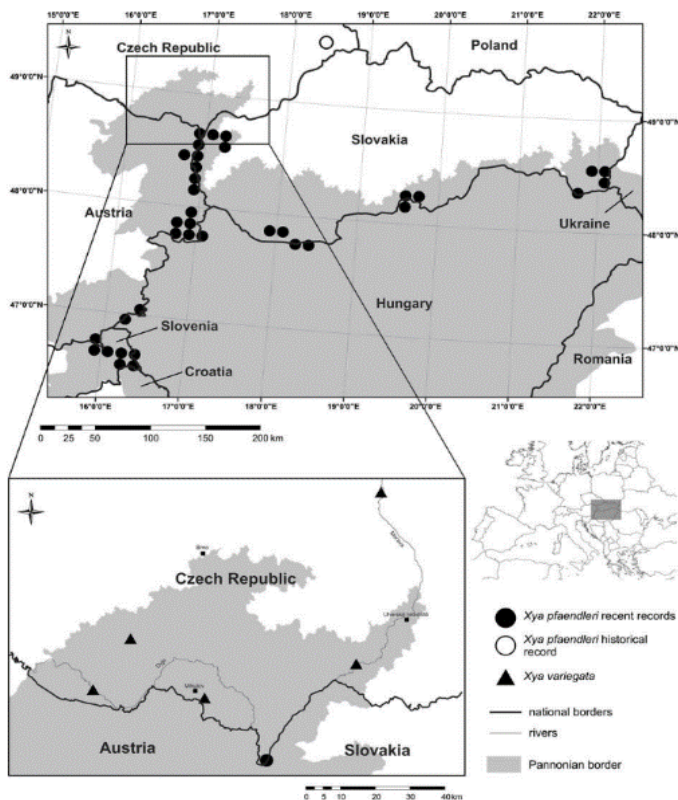 15°0'0"E 16°0'0"E 17°0'0"E 18°0'0"E 19°0'0"E 20°0'0"E 21°0'0"E 22°0'0"E
N
Czech Republic
Poland
49°0'0"N
Slovakia
49°0'0"N
48°0'0"N
Austria
Ukraine
48°0'0"N
47°0'0"N
Hungary
Slovenia
Romania
47°0'0"N
Croatia
16°0'0"E 17°0'0"E 18°0'0"E 19°0'0"E 20°0'0"E 21°0'0"E 22°0'0"E
0 25 50 100 150 200 km
N
Brno
Morava
Czech Republic
Mikulov
Austria
Slovakia
0 5 10 20 30 40 km
Xya pfaendleri recent records
Xya pfaendleri historical
record
Xya variegata
national borders
rivers
Pannonian border